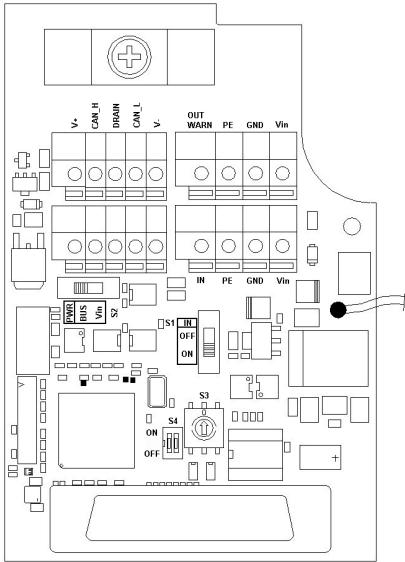 V+ CAN_H DRAIN CAN_L V-
OUT
WARN PE GND Vin
IN PE GND Vin
PWR
BUS Vin S2
S1 IN
OFF
ON
S3
S4
ON
OFF